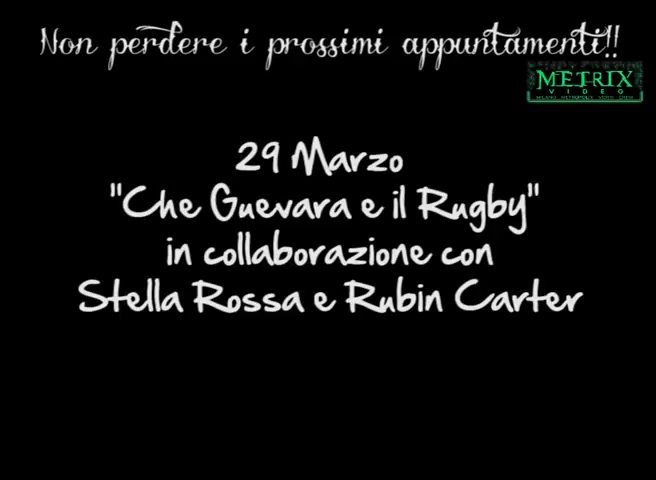 Non perdere i prossimi appuntamenti!!
METRIX
VIDEO
29 Marzo
"Che Guevara e il Rugby"
in collaborazione con
Stella Rossa e Rubin Carter